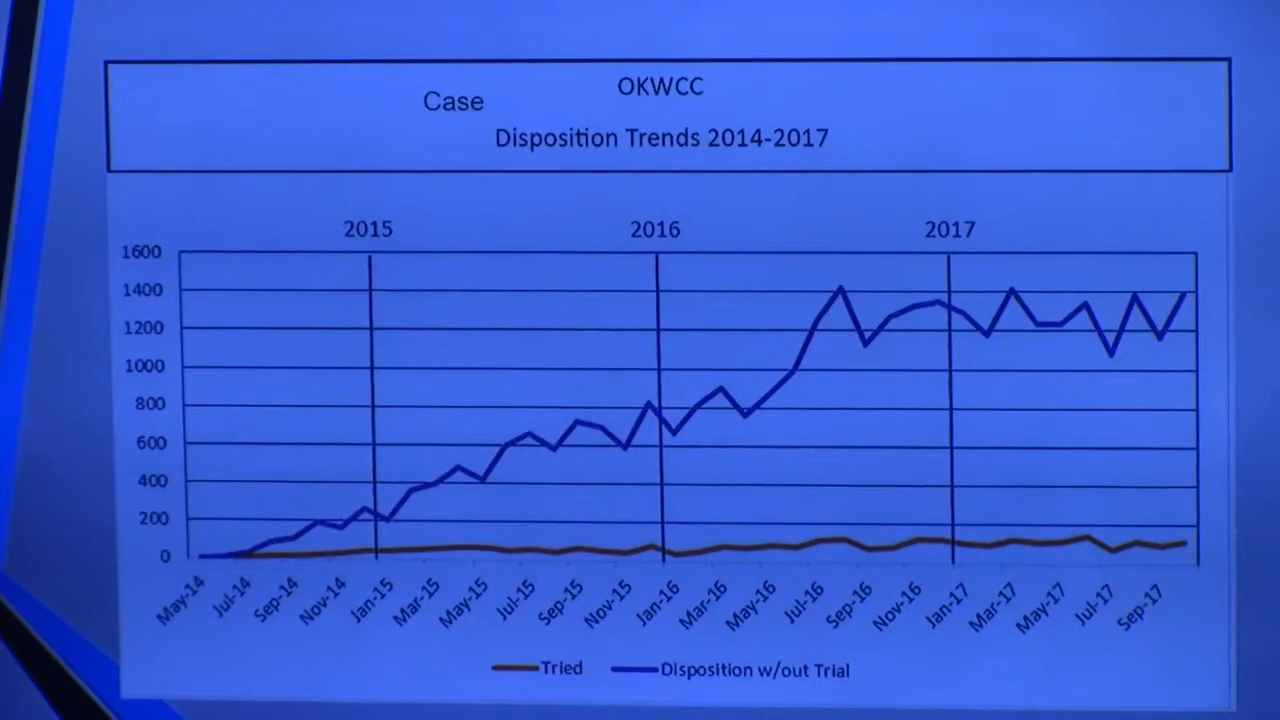 OKWCC
Case
Disposition Trends 2014-2017
2015 2016 2017
1600
1400
1200
1000
800
600
400
200
0
May-14 Jul-14 Sep-14 Nov-14 Jan-15 Mar-15 May-15 Jul-15 Sep-15 Nov-15 Jan-16 Mar-16 May-16 Jul-16 Sep-16 Nov-16 Jan-17 Mar-17 May-17 Jul-17 Sep-17
Tried Disposition w/out Trial